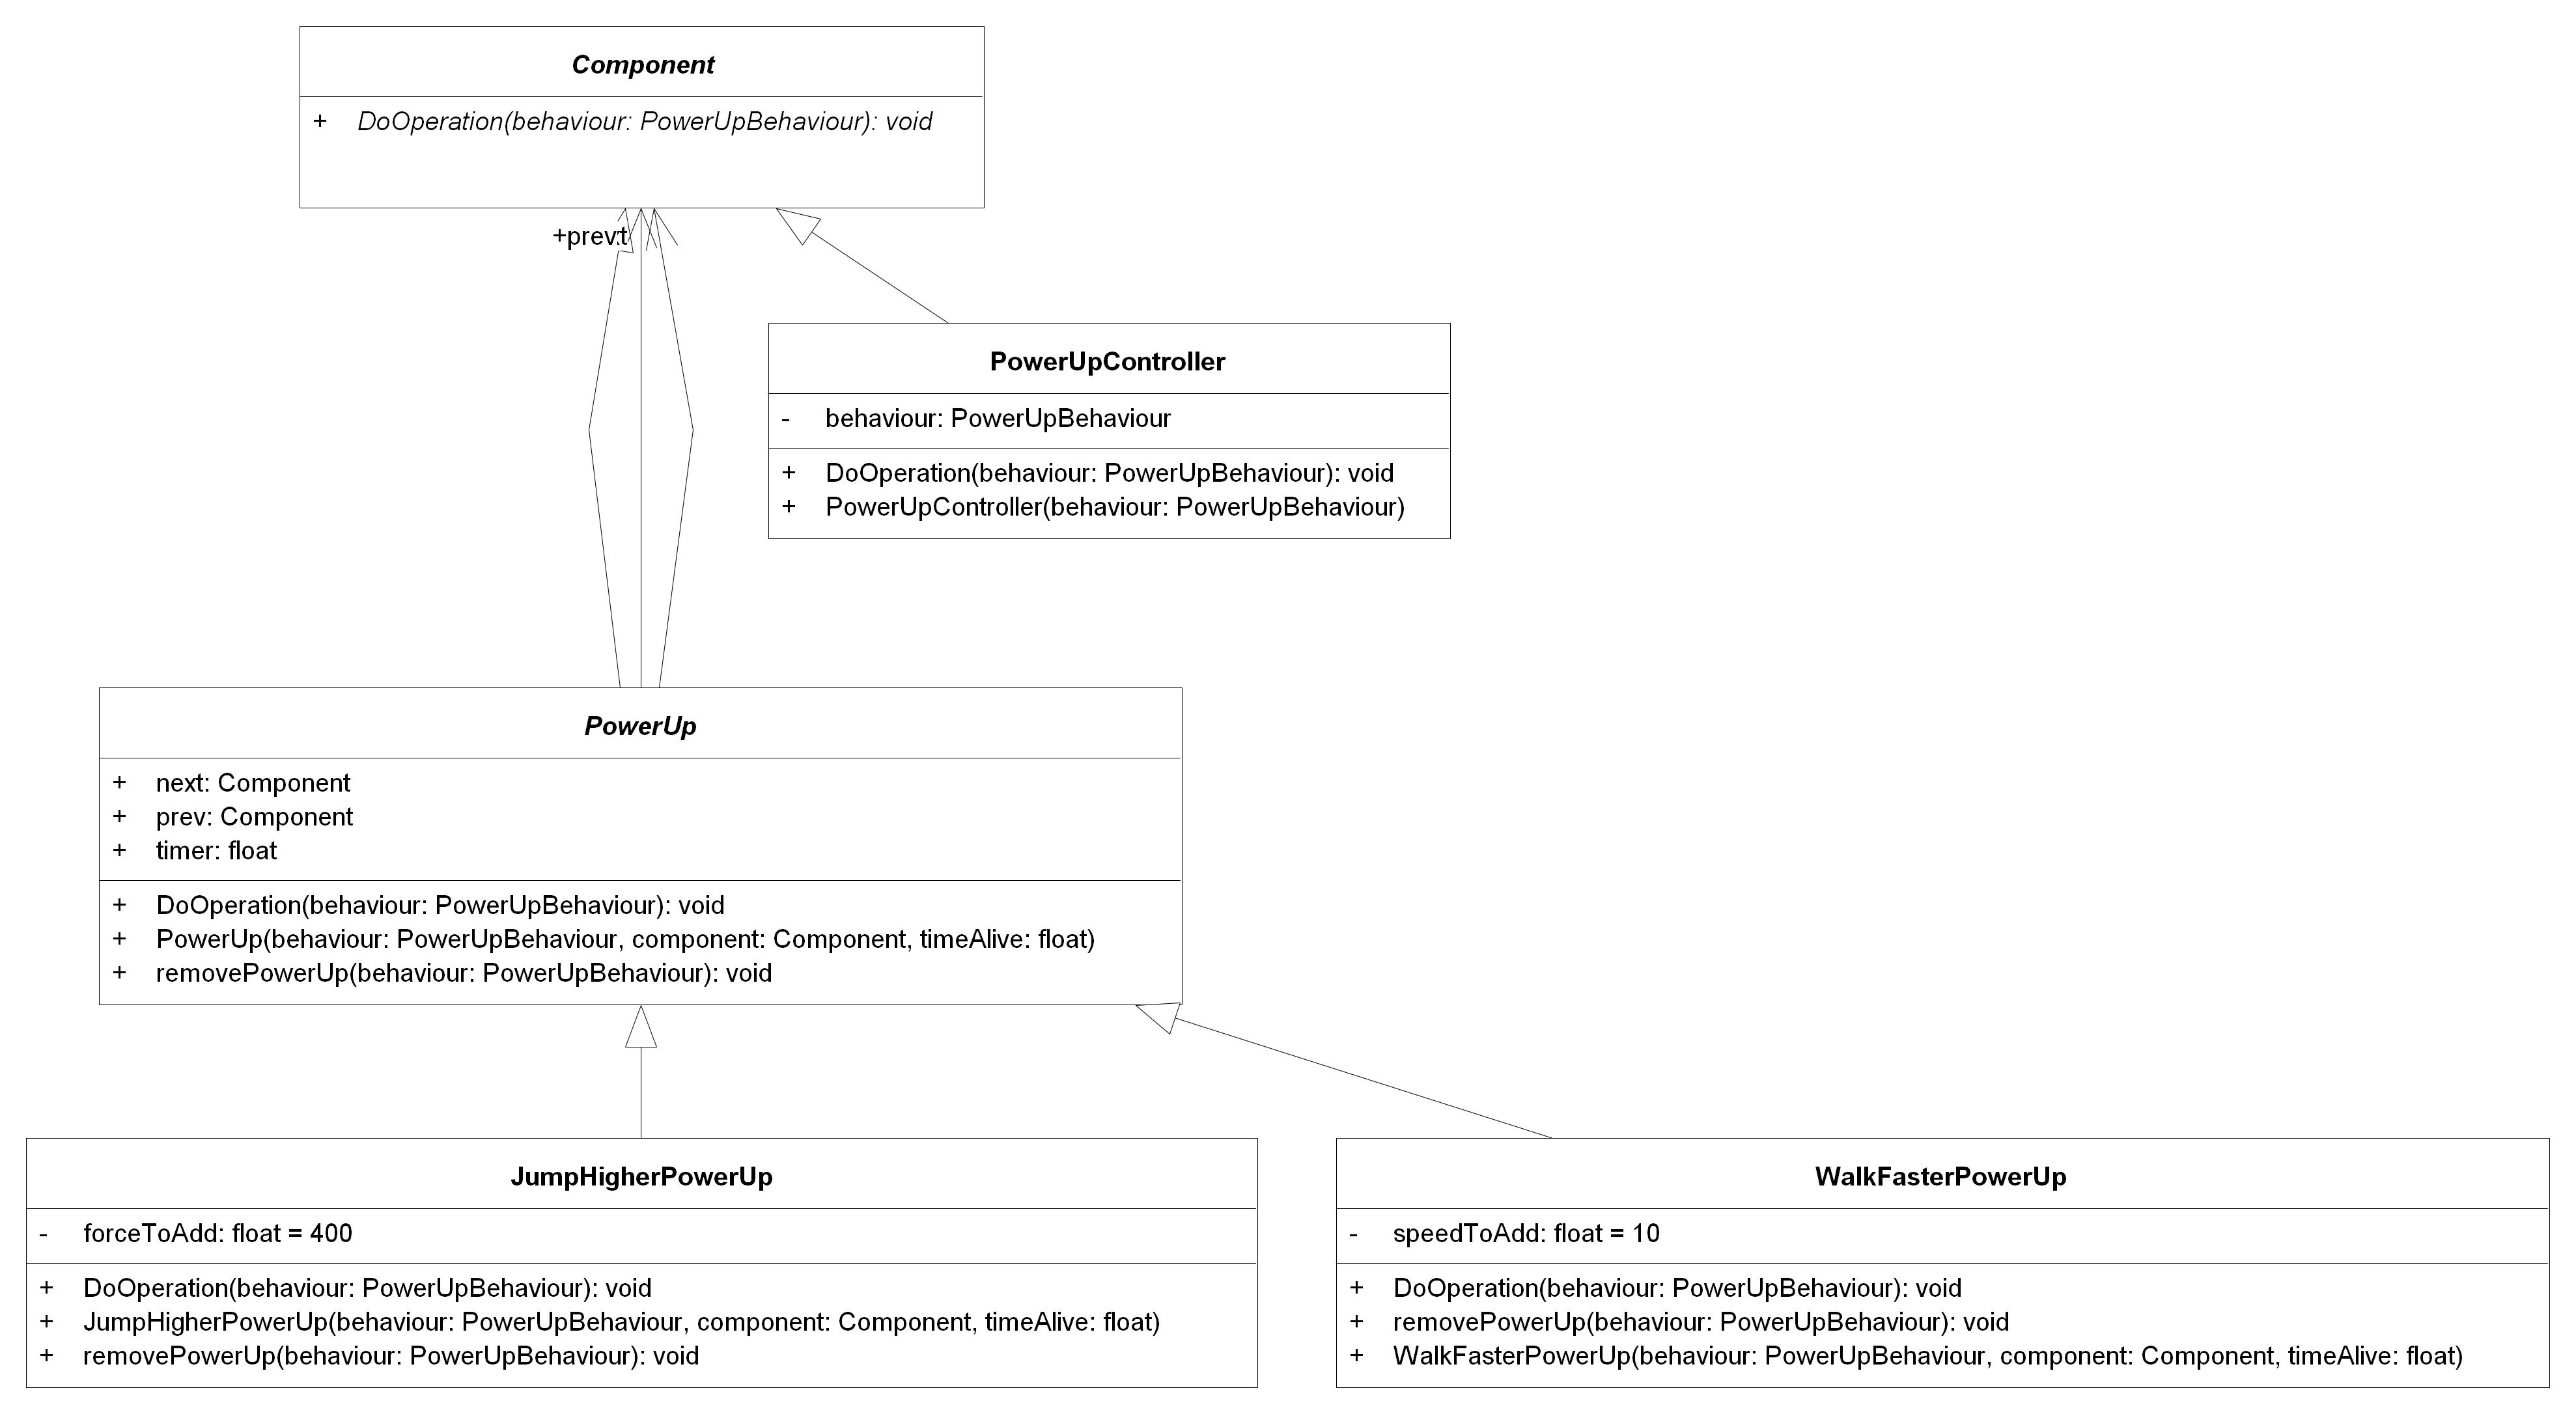 Component
+ DoOperation(behaviour: PowerUpBehaviour): void
+prev
PowerUpController
- behaviour: PowerUpBehaviour
+ DoOperation(behaviour: PowerUpBehaviour): void
+ PowerUpController(behaviour: PowerUpBehaviour)
PowerUp
+ next: Component
+ prev: Component
+ timer: float
+ DoOperation(behaviour: PowerUpBehaviour): void
+ PowerUp(behaviour: PowerUpBehaviour, component: Component, timeAlive: float)
+ removePowerUp(behaviour: PowerUpBehaviour): void
JumpHigherPowerUp
- forceToAdd: float = 400
+ DoOperation(behaviour: PowerUpBehaviour): void
+ JumpHigherPowerUp(behaviour: PowerUpBehaviour, component: Component, timeAlive: float)
+ removePowerUp(behaviour: PowerUpBehaviour): void
WalkFasterPowerUp
- speedToAdd: float = 10
+ DoOperation(behaviour: PowerUpBehaviour): void
+ removePowerUp(behaviour: PowerUpBehaviour): void
+ WalkFasterPowerUp(behaviour: PowerUpBehaviour, component: Component, timeAlive: float)